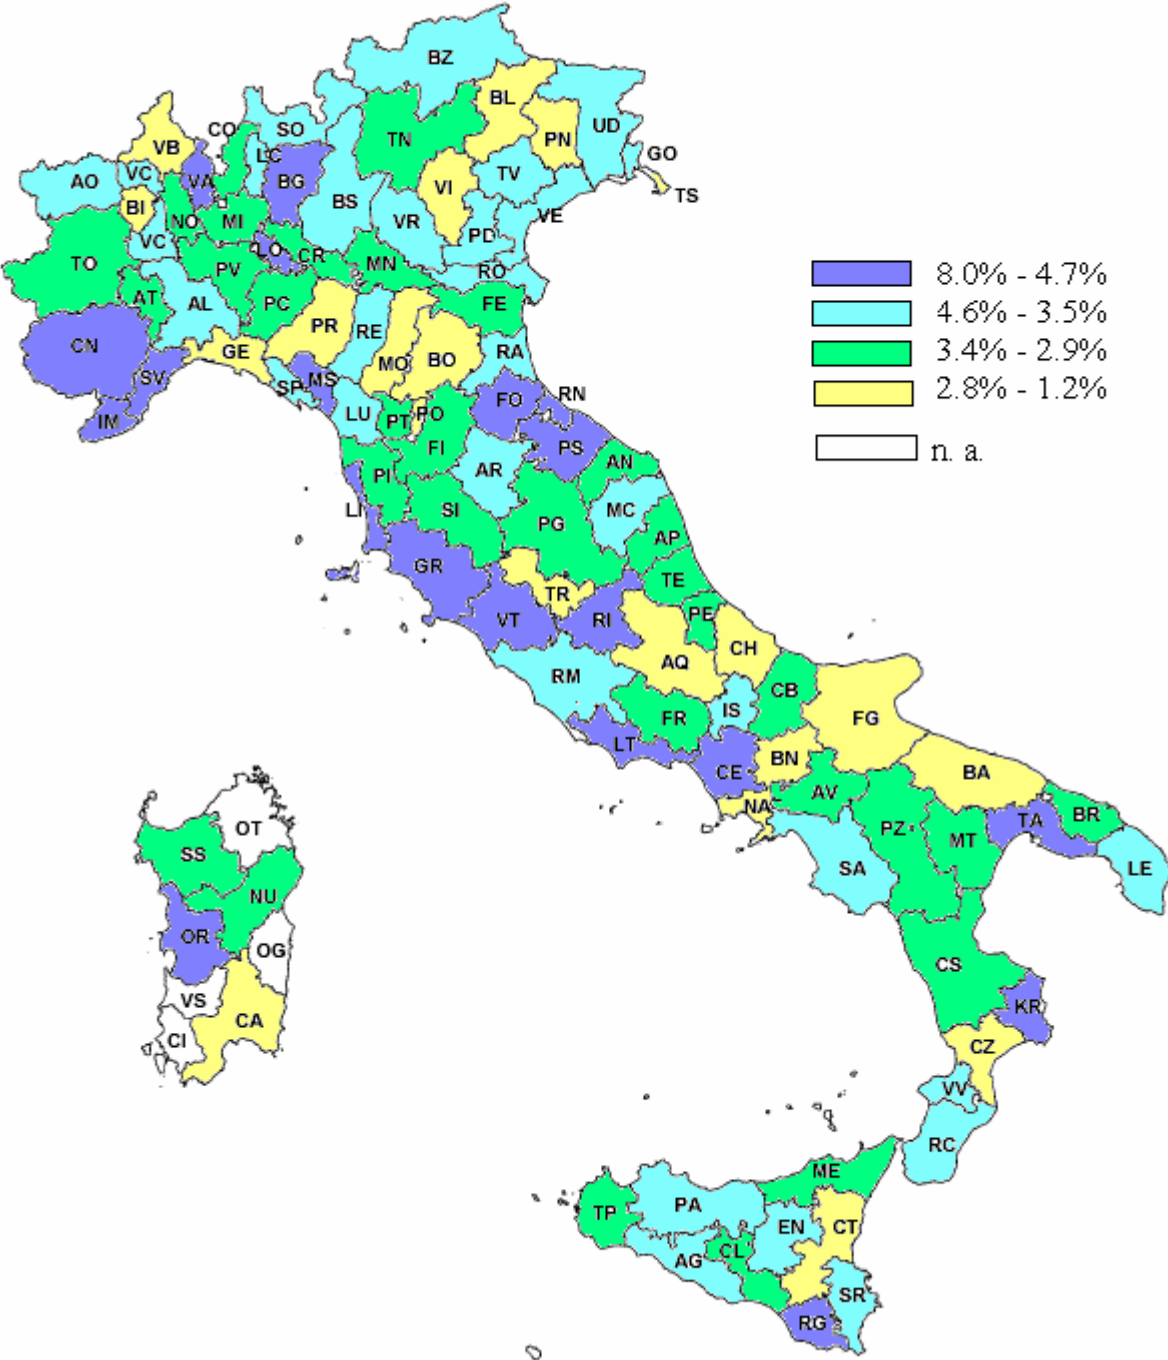 BZ
BL
UD
PN
TN
CO
SO
VB
LC
GO
AO
VC
VA
BG
TV
TS
VI
BS
BI
NO
MI
VR
VE
PD
VC
LO
CR
TO
PV
MN
RO
8.0% - 4.7%
AT
AL
PC
FE
4.6% - 3.5%
PR
RE
CN
GE
MO
BO
RA
3.4% - 2.9%
SV
SP
MS
RN
2.8% - 1.2%
IM
LU
PT
PO
FO
FI
PS
n. a.
PI
AR
AN
LI
SI
PG
MC
AP
GR
TR
TE
VT
RI
PE
RM
AQ
CH
CB
FR
IS
FG
LT
CE
BN
BA
NA
AV
OT
PZ
TA
BR
SS
MT
SA
LE
NU
OR
OG
CS
VS
CA
KR
CI
CZ
VV
RC
ME
TP
PA
EN
CT
AG
CL
SR
RG